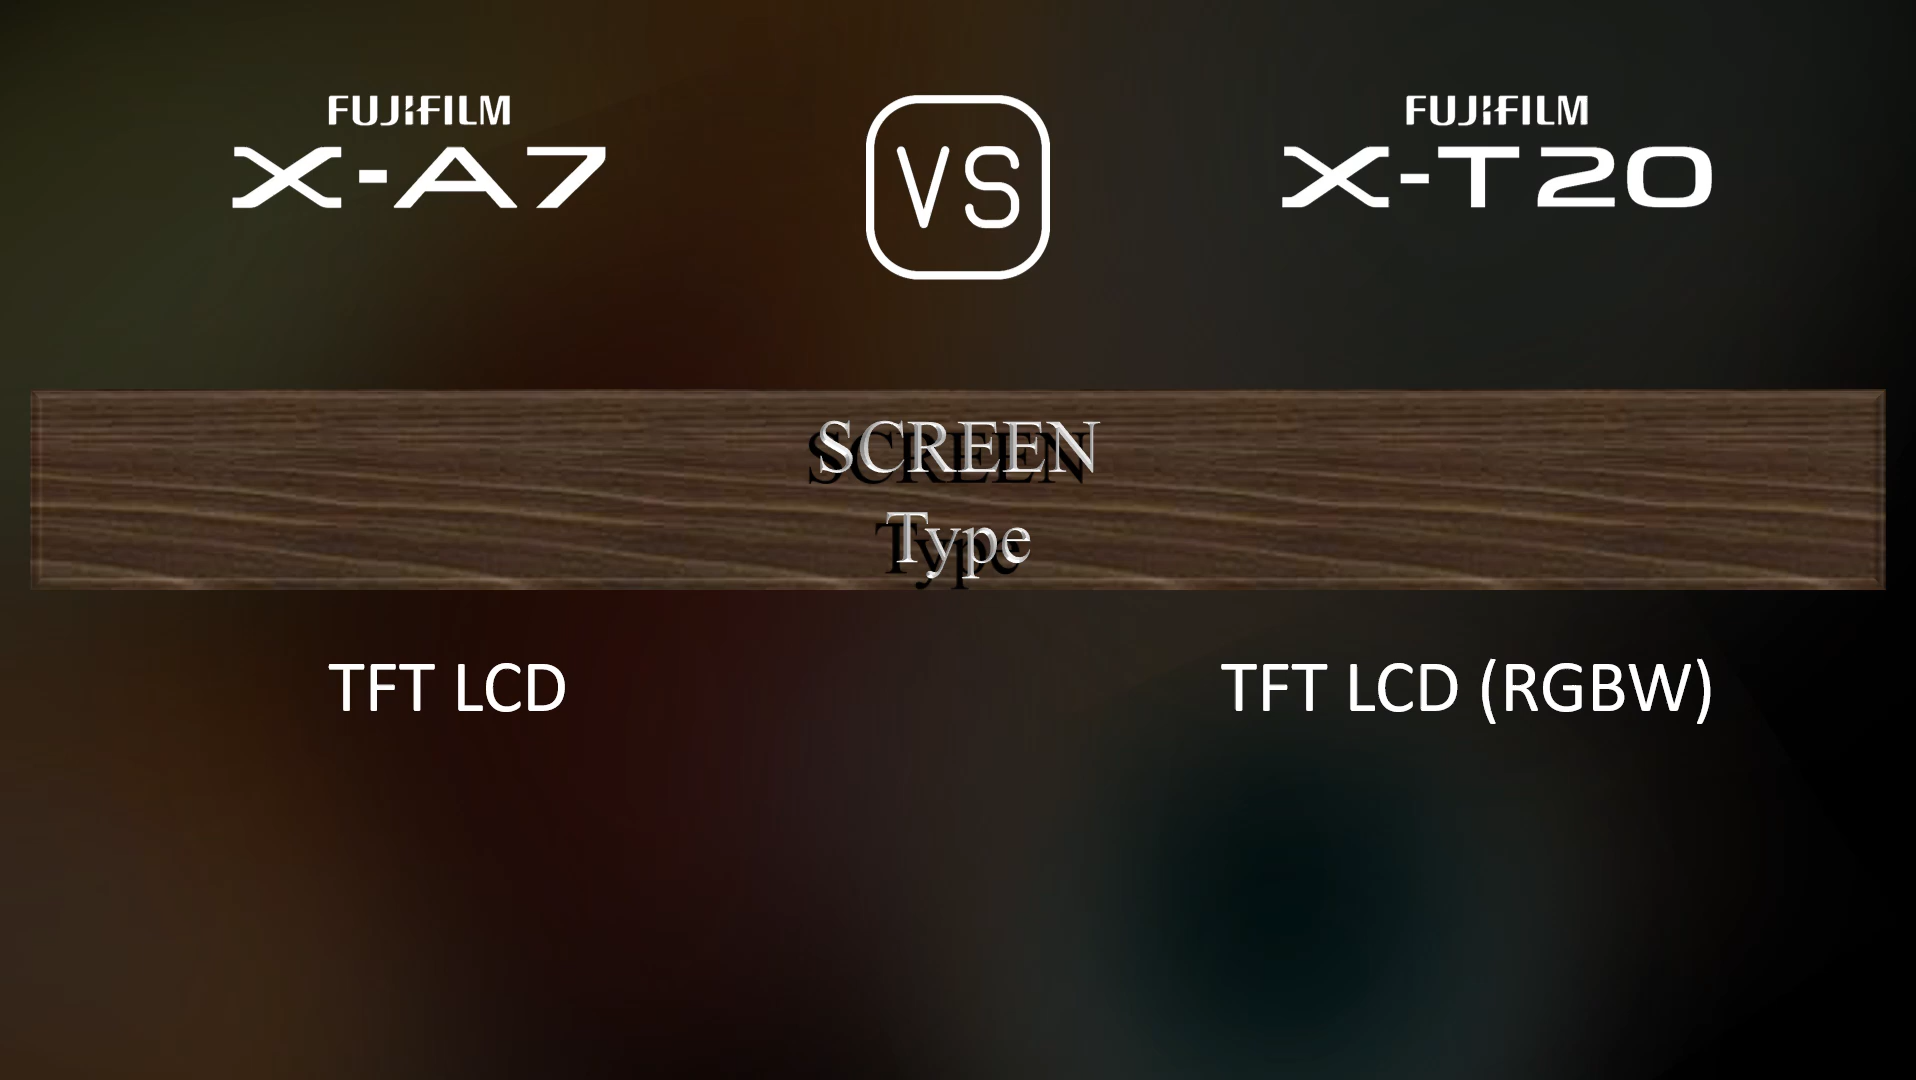 FUJIFILM
X-A7
VS
FUJIFILM
X-T20
SCREEN
Type
TFT LCD
TFT LCD (RGBW)